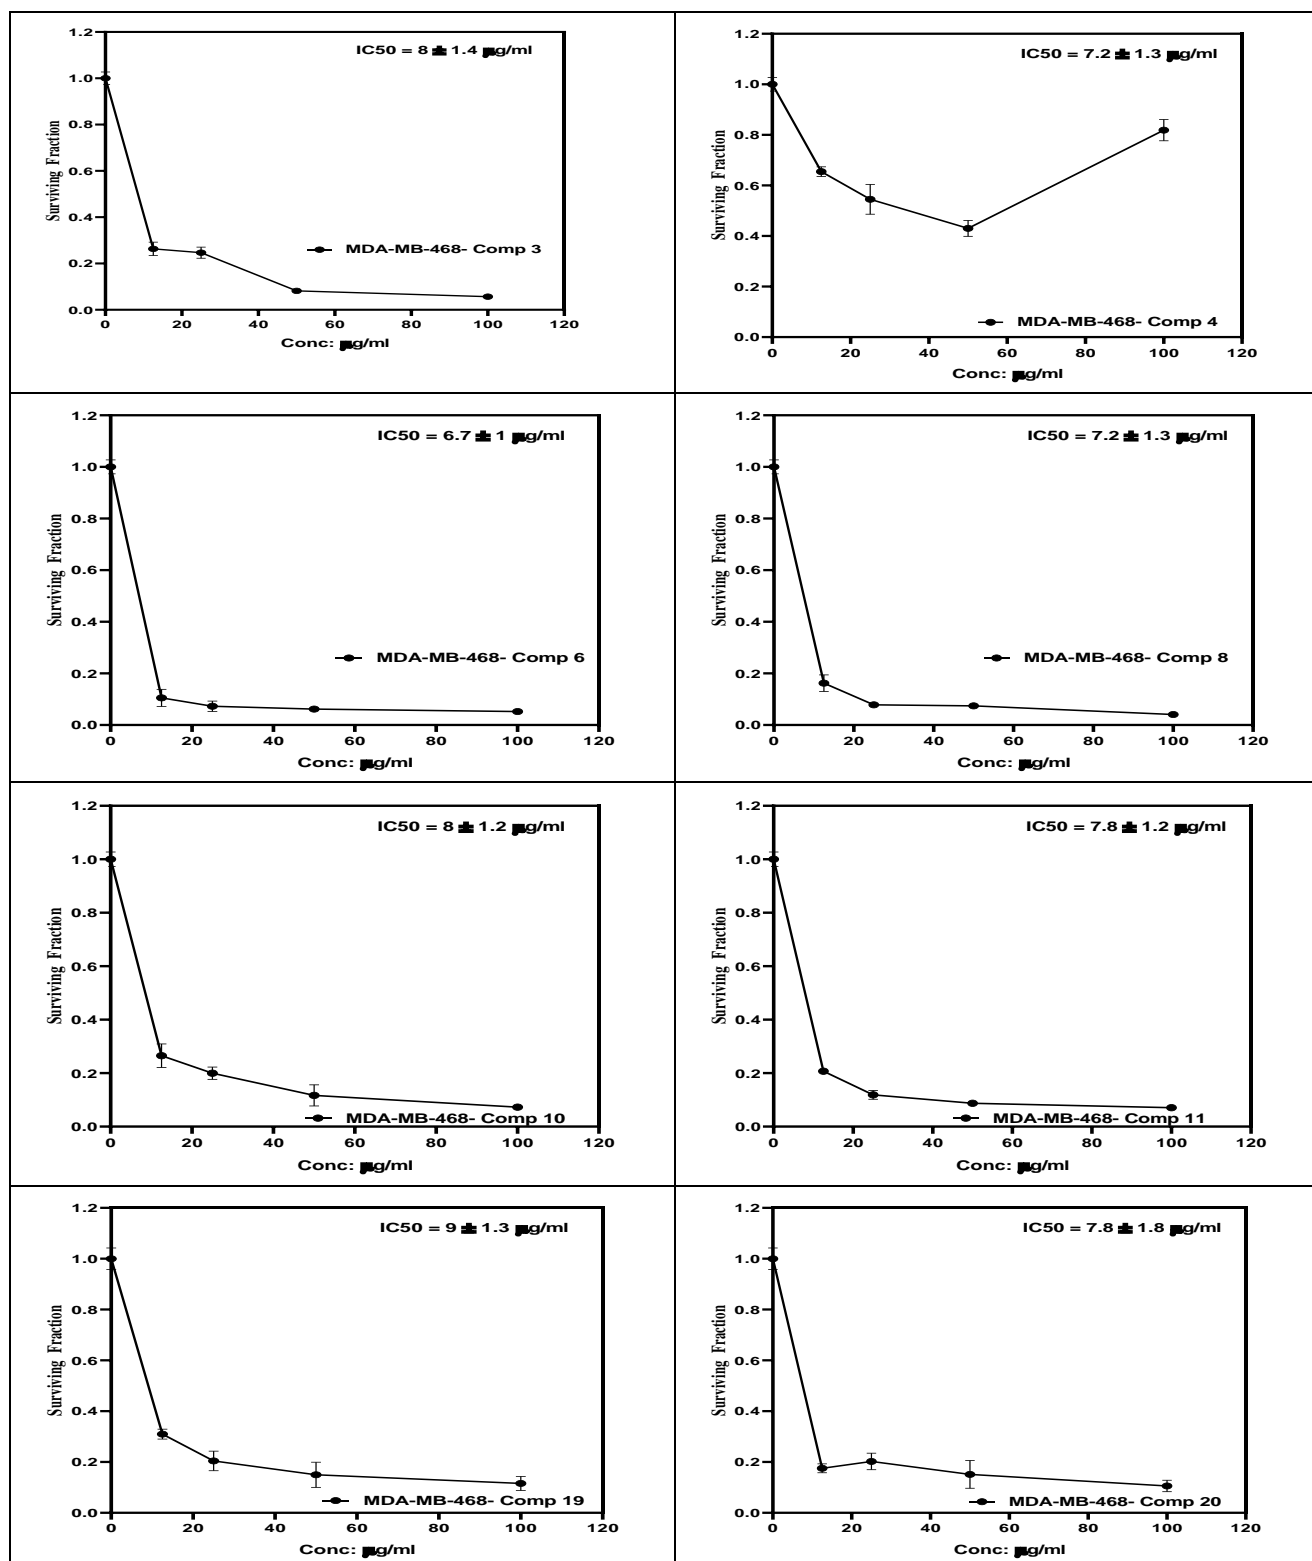 IC50 = 8 ± 1.4 µg/ml
1.2
1.0
0.8
0.6
0.4
0.2
0.0
Surviving Fraction
MDA-MB-468- Comp 3
0 20 40 60 80 100 120
Conc: µg/ml
IC50 = 7.2 ± 1.3 µg/ml
1.2
1.0
0.8
0.6
0.4
0.2
0.0
Surviving Fraction
MDA-MB-468- Comp 4
0 20 40 60 80 100 120
Conc: µg/ml
IC50 = 6.7 ± 1 µg/ml
1.2
1.0
0.8
0.6
0.4
0.2
0.0
Surviving Fraction
MDA-MB-468- Comp 6
0 20 40 60 80 100 120
Conc: µg/ml
IC50 = 7.2 ± 1.3 µg/ml
1.2
1.0
0.8
0.6
0.4
0.2
0.0
Surviving Fraction
MDA-MB-468- Comp 8
0 20 40 60 80 100 120
Conc: µg/ml
IC50 = 8 ± 1.2 µg/ml
1.2
1.0
0.8
0.6
0.4
0.2
0.0
Surviving Fraction
MDA-MB-468- Comp 10
0 20 40 60 80 100 120
Conc: µg/ml
IC50 = 7.8 ± 1.2 µg/ml
1.2
1.0
0.8
0.6
0.4
0.2
0.0
Surviving Fraction
MDA-MB-468- Comp 11
0 20 40 60 80 100 120
Conc: µg/ml
IC50 = 9 ± 1.3 µg/ml
1.2
1.0
0.8
0.6
0.4
0.2
0.0
Surviving Fraction
MDA-MB-468- Comp 19
0 20 40 60 80 100 120
Conc: µg/ml
IC50 = 7.8 ± 1.8 µg/ml
1.2
1.0
0.8
0.6
0.4
0.2
0.0
Surviving Fraction
MDA-MB-468- Comp 20
0 20 40 60 80 100 120
Conc: µg/ml